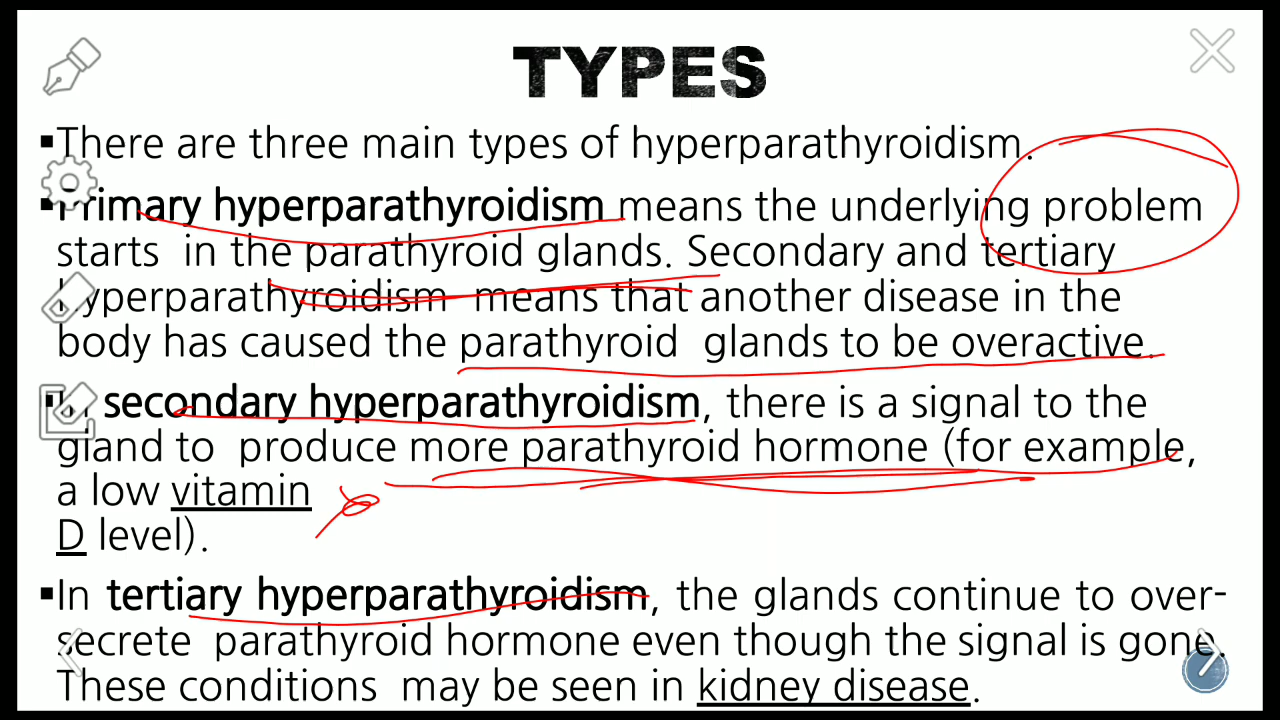 TYPES
▪There are three main types of hyperparathyroidism.
▪Primary hyperparathyroidism means the underlying problem
starts in the parathyroid glands. Secondary and tertiary
hyperparathyroidism means that another disease in the
body has caused the parathyroid glands to be overactive.
▪In secondary hyperparathyroidism, there is a signal to the
gland to produce more parathyroid hormone (for example,
a low vitamin
D level).
▪In tertiary hyperparathyroidism, the glands continue to over-
secrete parathyroid hormone even though the signal is gone.
These conditions may be seen in kidney disease.
7